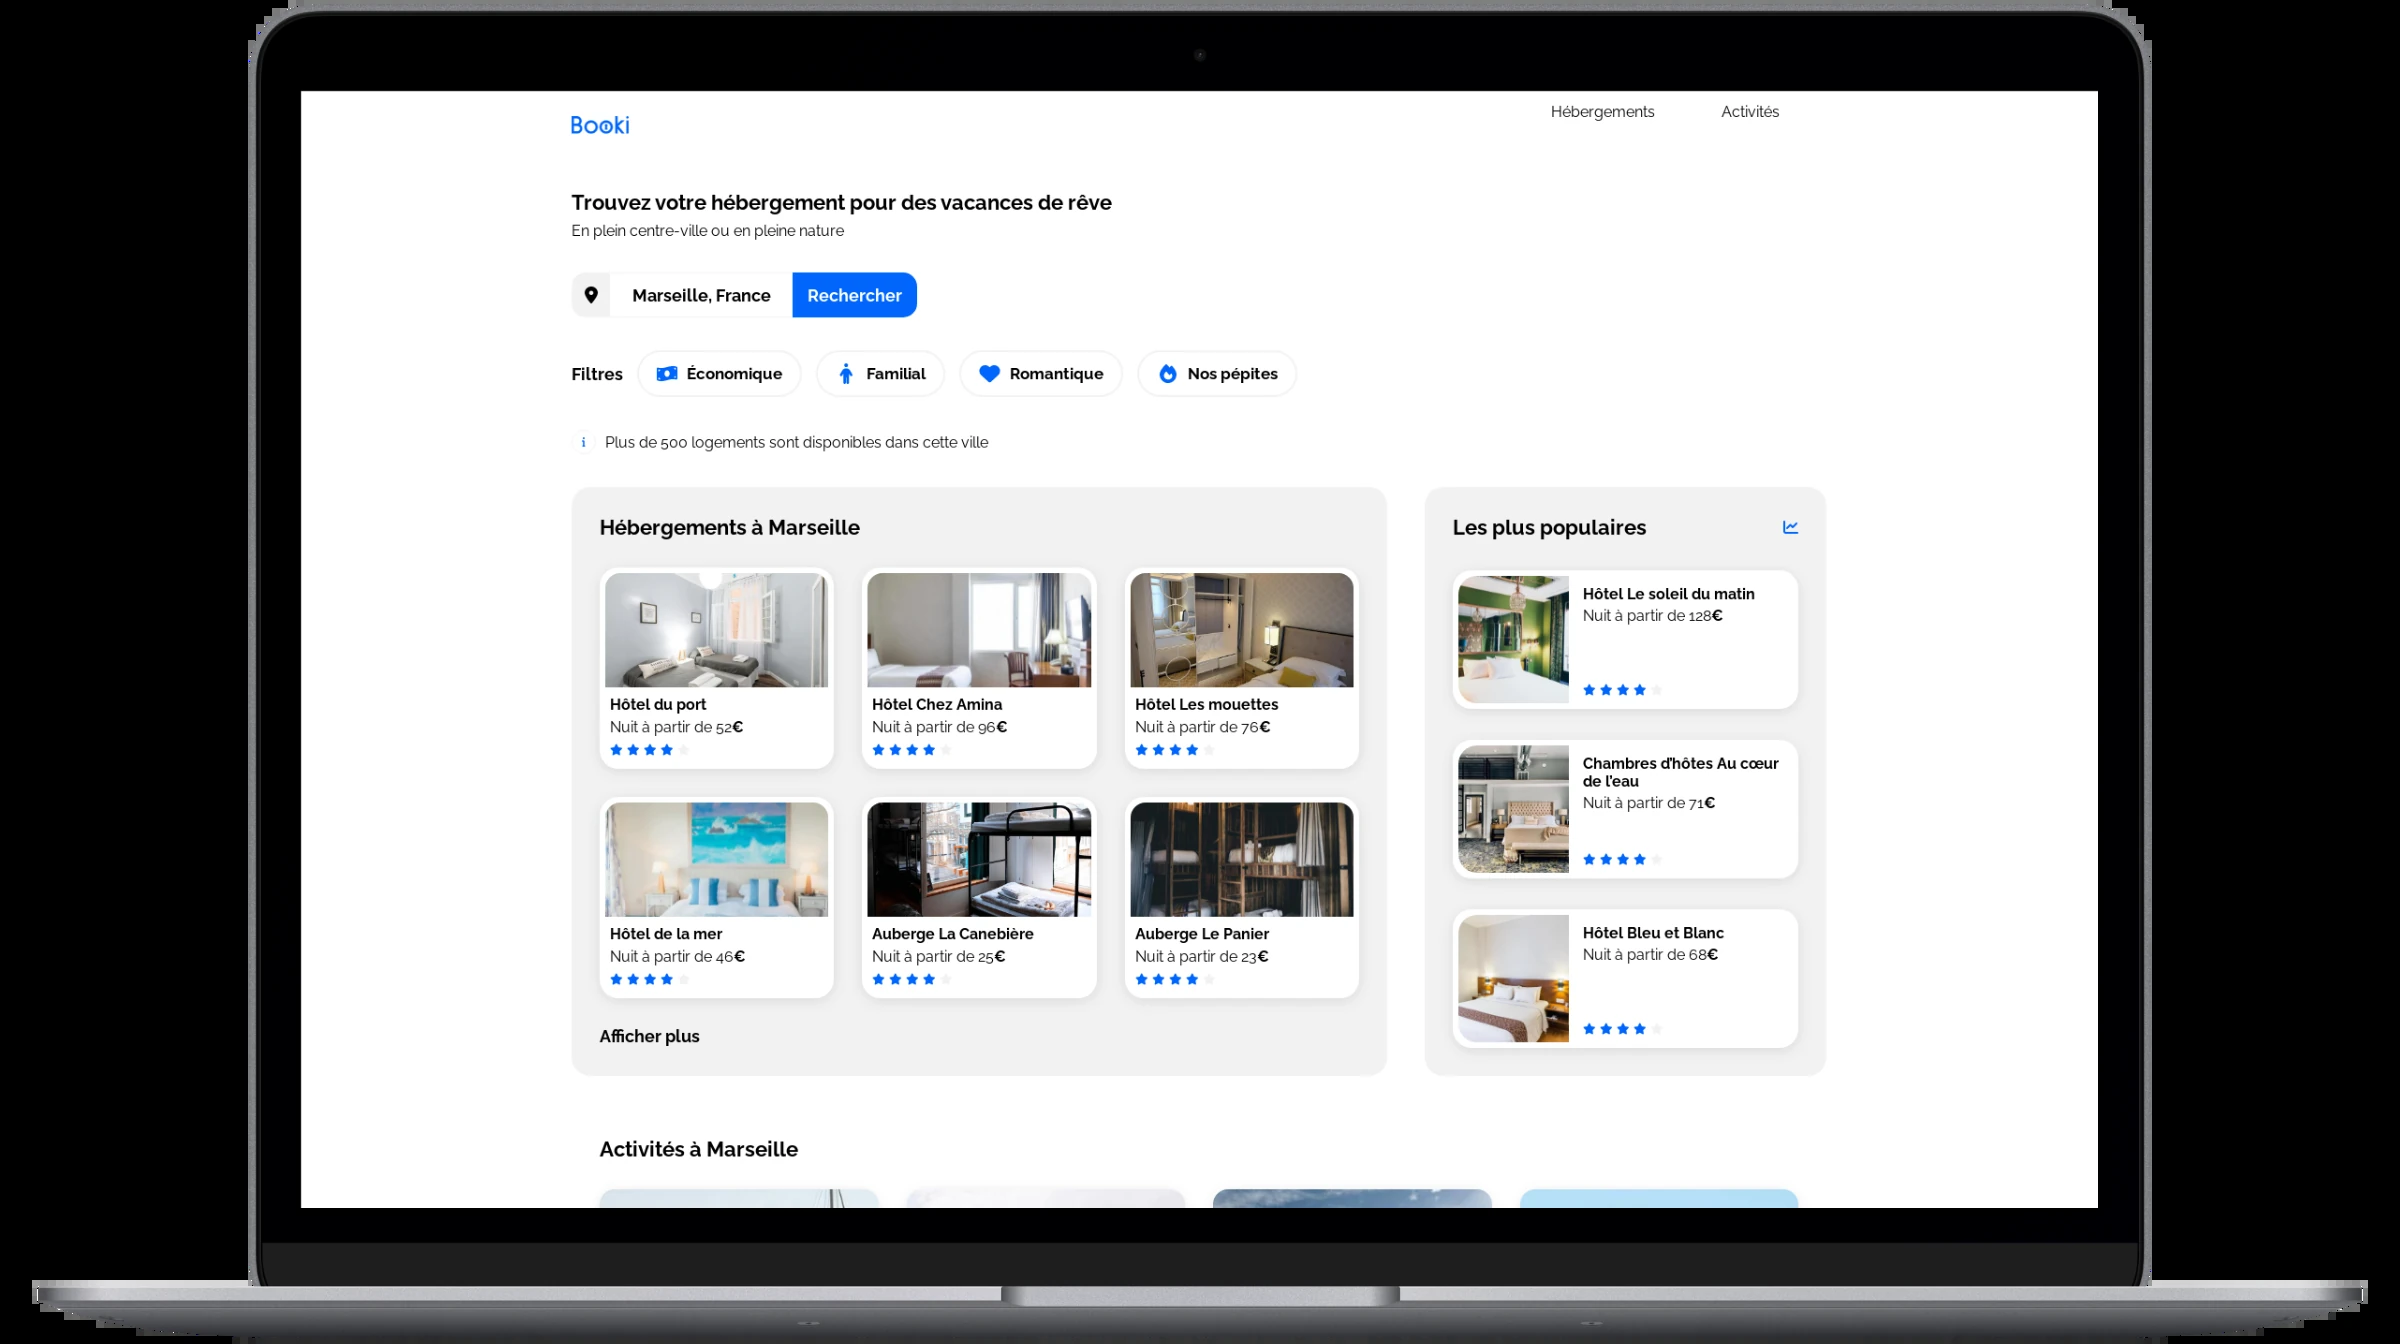 Booki
Hébergements
Activités
Trouvez votre hébergement pour des vacances de rêve
En plein centre-ville ou en pleine nature
Marseille, France
Rechercher
Filtres
Économique
Familial
Romantique
Nos pépites
Plus de 500 logements sont disponibles dans cette ville
Hébergements à Marseille
Hôtel du port
Nuit à partir de 52€
Hôtel Chez Amina
Nuit à partir de 96€
Hôtel Les mouettes
Nuit à partir de 76€
Hôtel de la mer
Nuit à partir de 46€
Auberge La Canebière
Nuit à partir de 25€
Auberge Le Panier
Nuit à partir de 23€
Afficher plus
Les plus populaires
Hôtel Le soleil du matin
Nuit à partir de 128€
Chambres d’hôtes Au cœur
de l’eau
Nuit à partir de 71€
Hôtel Bleu et Blanc
Nuit à partir de 68€
Activités à Marseille